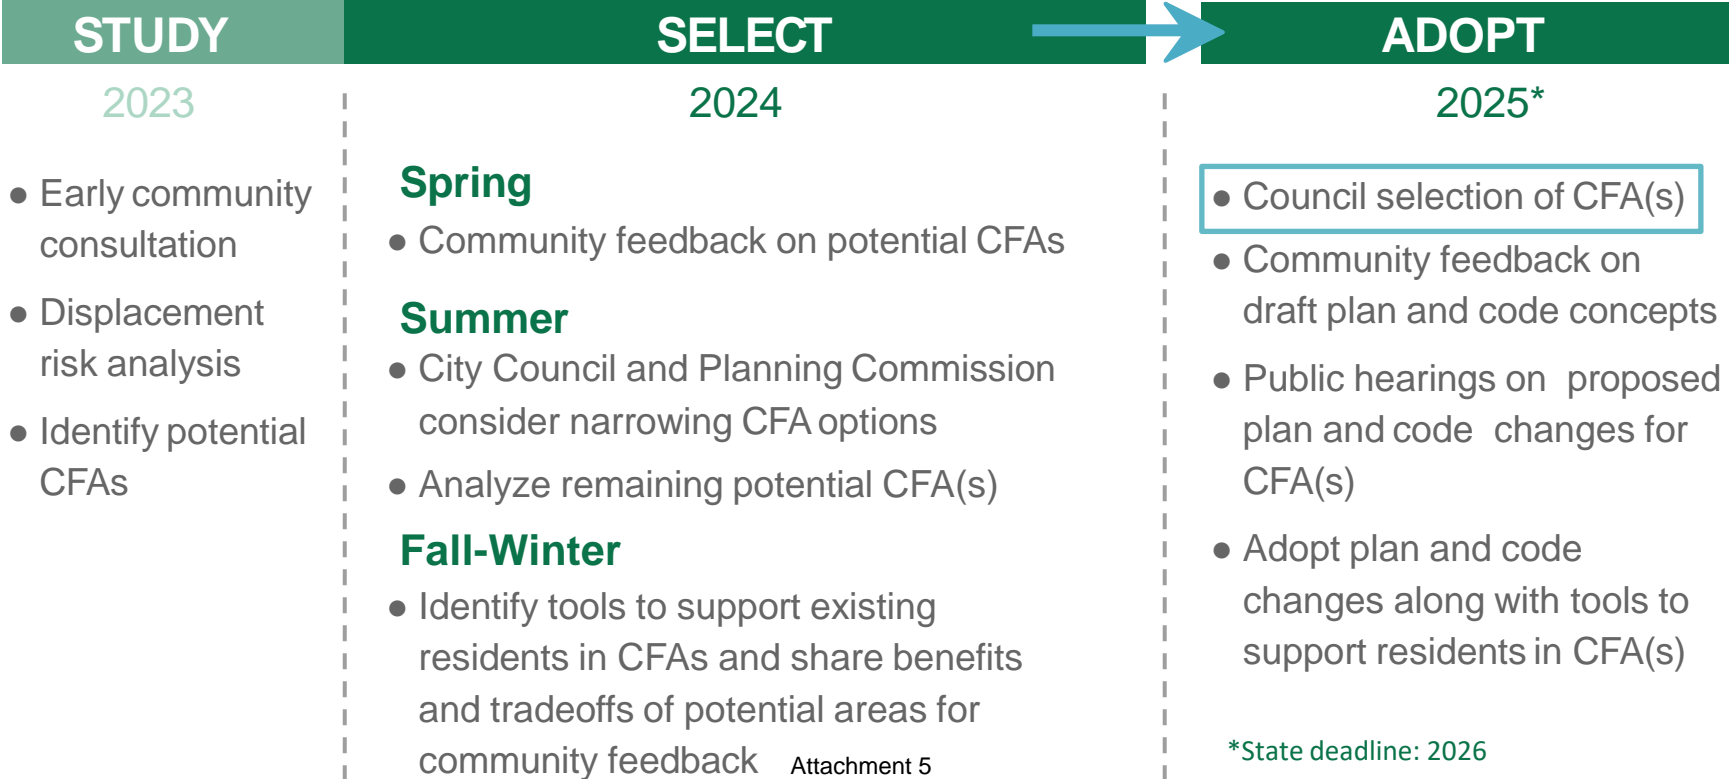 STUDY
2023
● Early community
consultation
● Displacement
risk analysis
● Identify potential
CFAs
SELECT
2024
Spring
● Community feedback on potential CFAs
Summer
● City Council and Planning Commission
consider narrowing CFA options
● Analyze remaining potential CFA(s)
Fall-Winter
● Identify tools to support existing
residents in CFAs and share benefits
and tradeoffs of potential areas for
community feedback
Attachment 5
ADOPT
2025*
● Council selection of CFA(s)
● Community feedback on
draft plan and code concepts
● Public hearings on proposed
plan and code changes for
CFA(s)
● Adopt plan and code
changes along with tools to
support residents in CFA(s)
*State deadline: 2026